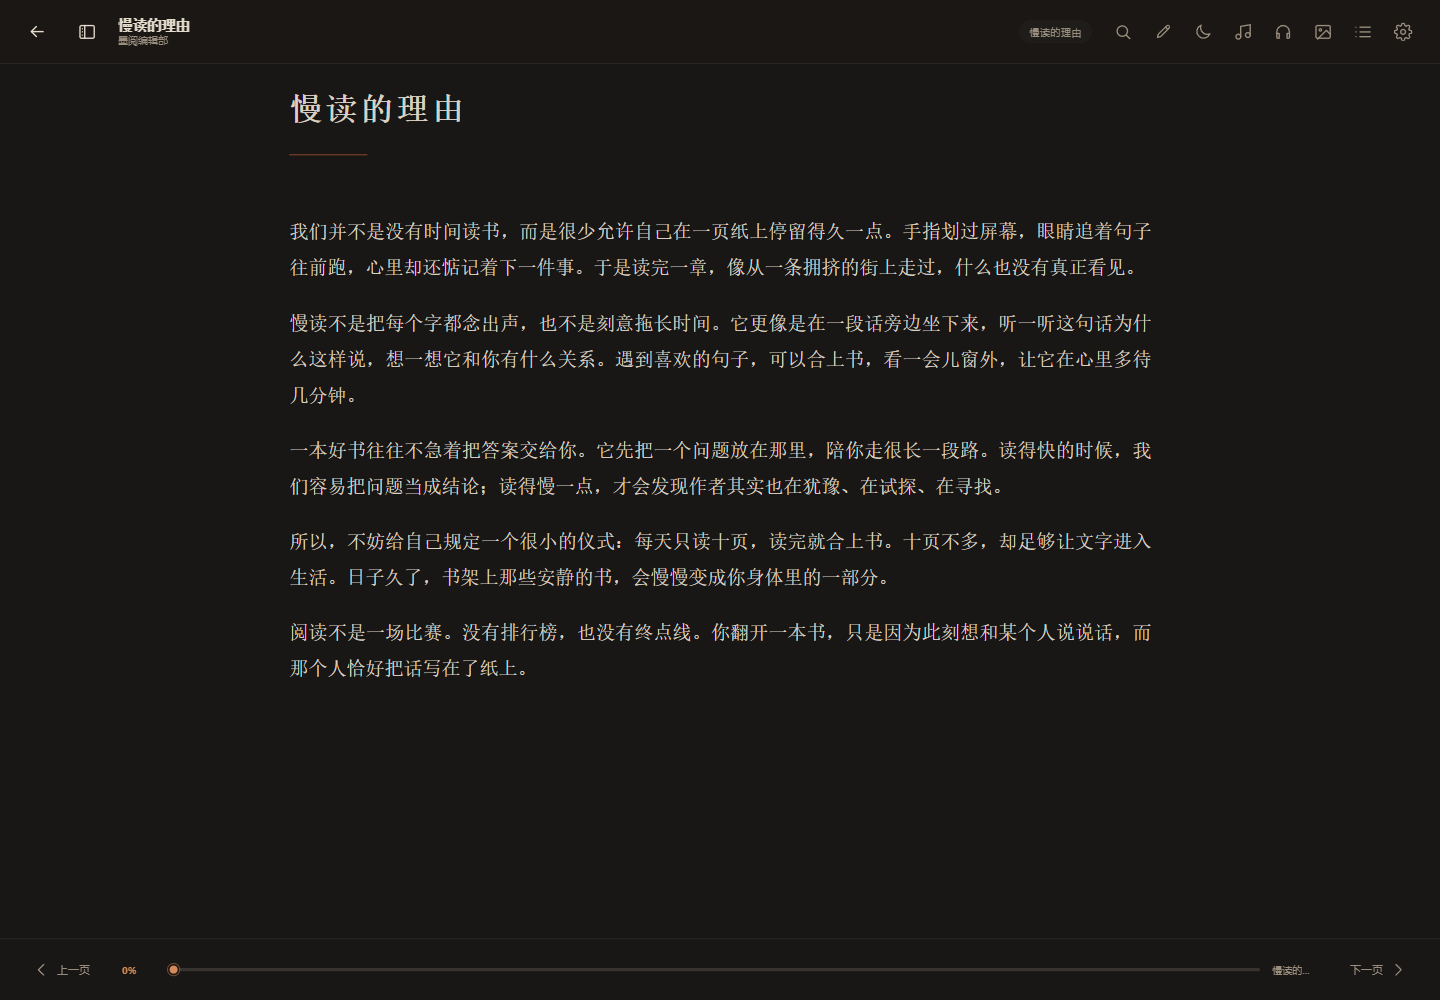 慢读的理由
墨阅编辑部
慢读的理由
慢读的理由
我们并不是没有时间读书，而是很少允许自己在一页纸上停留得久一点。手指划过屏幕，眼睛追着句子
往前跑，心里却还惦记着下一件事。于是读完一章，像从一条拥挤的街上走过，什么也没有真正看见。
慢读不是把每个字都念出声，也不是刻意拖长时间。它更像是在一段话旁边坐下来，听一听这句话为什
么这样说，想一想它和你有什么关系。遇到喜欢的句子，可以合上书，看一会儿窗外，让它在心里多待
几分钟。
一本好书往往不急着把答案交给你。它先把一个问题放在那里，陪你走很长一段路。读得快的时候，我
们容易把问题当成结论；读得慢一点，才会发现作者其实也在犹豫、在试探、在寻找。
所以，不妨给自己规定一个很小的仪式：每天只读十页，读完就合上书。十页不多，却足够让文字进入
生活。日子久了，书架上那些安静的书，会慢慢变成你身体里的一部分。
阅读不是一场比赛。没有排行榜，也没有终点线。你翻开一本书，只是因为此刻想和某个人说说话，而
那个人恰好把话写在了纸上。
上一页
0%
慢读的...
下一页